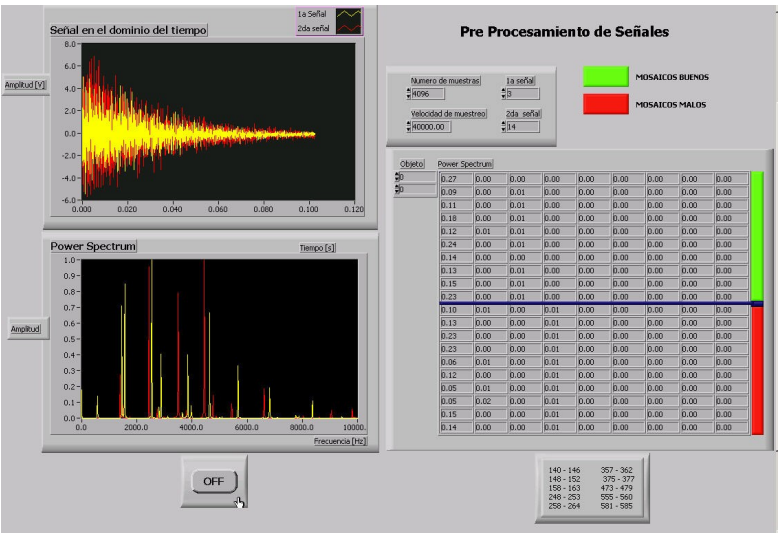 Señal en el dominio del tiempo
1a Señal
2da señal
Amplitud [V]
8.0
6.0
4.0
2.0
0.0
-2.0
-4.0
-6.0
0.000 0.020 0.040 0.060 0.080 0.100 0.120
Power Spectrum
Tiempo [s]
Amplitud
1.0
0.9
0.8
0.7
0.6
0.5
0.4
0.3
0.2
0.1
0.0
0.0 2000.0 4000.0 6000.0 8000.0 10000.
Frecuencia [Hz]
OFF
Pre Procesamiento de Señales
Numero de muestras 1a señal
4096 3
Velocidad de muestreo 2da señal
40000.00 14
MOSAICOS BUENOS
MOSAICOS MALOS
Objeto Power Spectrum
0
0
0.27 0.00 0.00 0.00 0.00 0.00 0.00 0.00 0.00
0.09 0.00 0.01 0.00 0.00 0.00 0.00 0.00 0.00
0.11 0.00 0.01 0.00 0.00 0.00 0.00 0.00 0.00
0.18 0.00 0.01 0.00 0.00 0.00 0.00 0.00 0.00
0.12 0.01 0.01 0.00 0.00 0.00 0.00 0.00 0.00
0.24 0.00 0.01 0.00 0.00 0.00 0.00 0.00 0.00
0.14 0.00 0.00 0.00 0.00 0.00 0.00 0.00 0.00
0.13 0.00 0.01 0.00 0.00 0.00 0.00 0.00 0.00
0.15 0.00 0.01 0.00 0.00 0.00 0.00 0.00 0.00
0.23 0.00 0.01 0.00 0.00 0.00 0.00 0.00 0.00
0.10 0.01 0.00 0.01 0.00 0.00 0.00 0.00 0.00
0.13 0.00 0.00 0.01 0.00 0.00 0.00 0.00 0.00
0.23 0.00 0.00 0.01 0.00 0.00 0.00 0.00 0.00
0.23 0.00 0.00 0.01 0.00 0.00 0.00 0.00 0.00
0.06 0.01 0.00 0.01 0.00 0.00 0.00 0.00 0.00
0.12 0.00 0.00 0.01 0.00 0.00 0.00 0.00 0.00
0.05 0.01 0.00 0.01 0.00 0.00 0.00 0.00 0.00
0.05 0.02 0.00 0.01 0.00 0.00 0.00 0.00 0.00
0.15 0.00 0.00 0.01 0.00 0.00 0.00 0.00 0.00
0.14 0.00 0.00 0.01 0.00 0.00 0.00 0.00 0.00
140 - 146 357 - 362
148 - 152 375 - 377
158 - 163 473 - 479
248 - 253 555 - 560
258 - 264 581 - 585